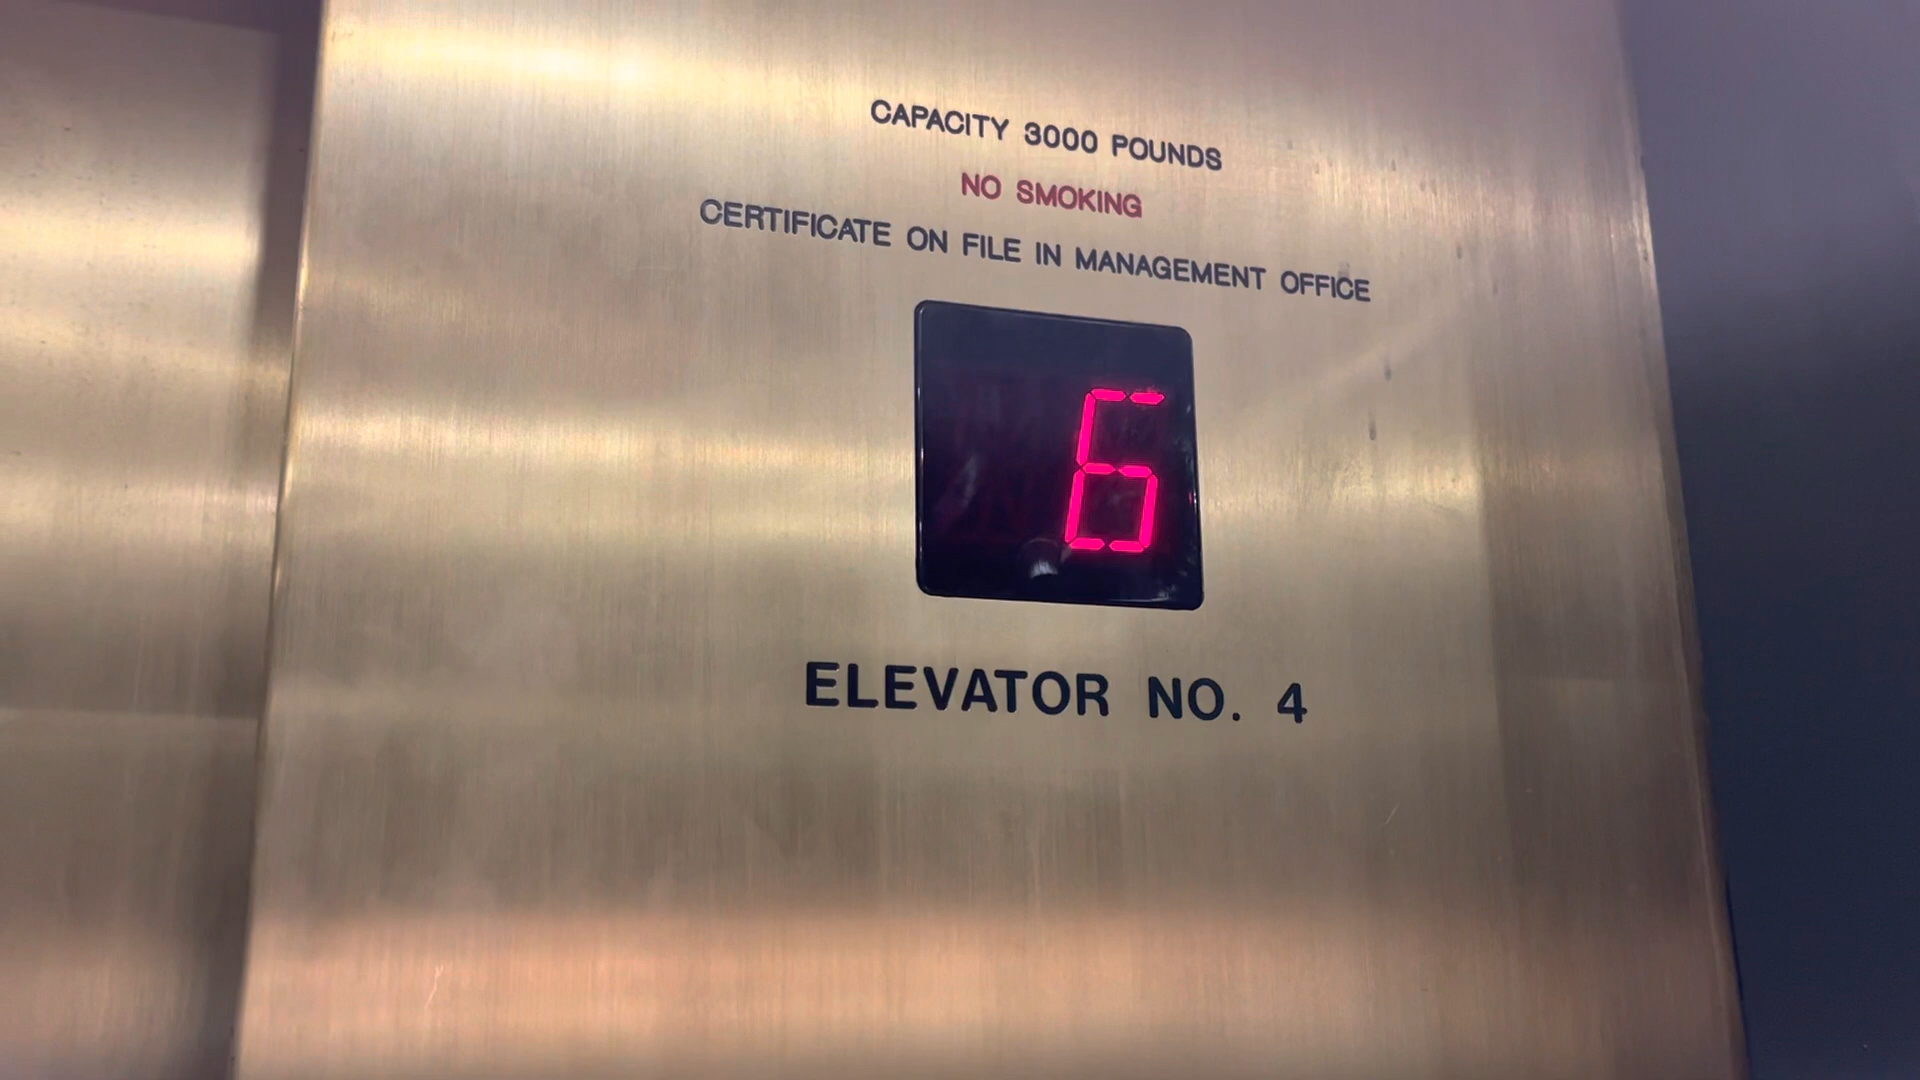 CAPACITY 3000 POUNDS
NO SMOKING
CERTIFICATE ON FILE IN MANAGEMENT OFFICE
6
ELEVATOR NO. 4